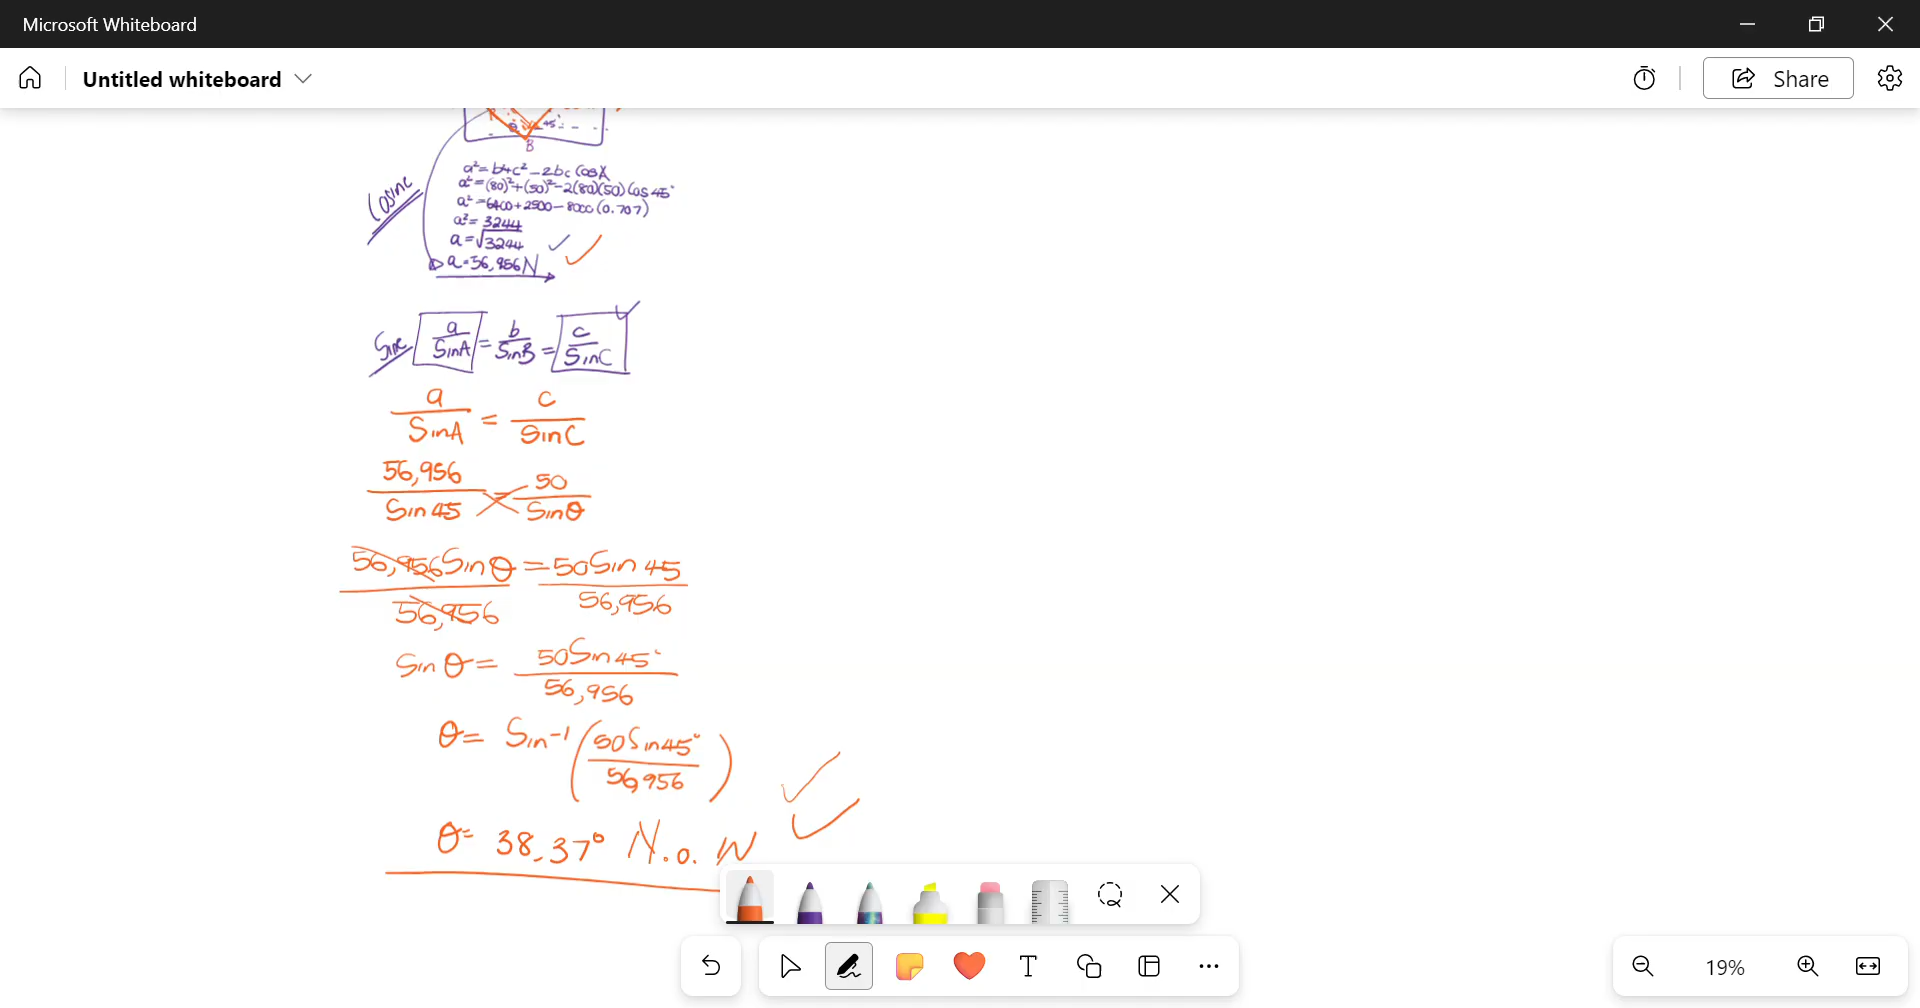 Microsoft Whiteboard
Untitled whiteboard
Share
B
Cosine
a² = b²+c² - 2bc Cos A
a² = (80)²+(50)² - 2(80)(50) Cos 45°
a² = 6400 + 2500 - 8000 (0.707)
a² = 3244
a = √3244
a = 56,956 N
Sine a/SinA = b/SinB = c/SinC
a/SinA = c/SinC
56,956/Sin 45 = 50/Sin θ
56,956 Sin θ/56,956 = 50 Sin 45/56,956
Sin θ = 50 Sin 45°/56,956
θ = Sin-1 (50 Sin 45°/56,956)
θ = 38,37° N.o. W
T
19%